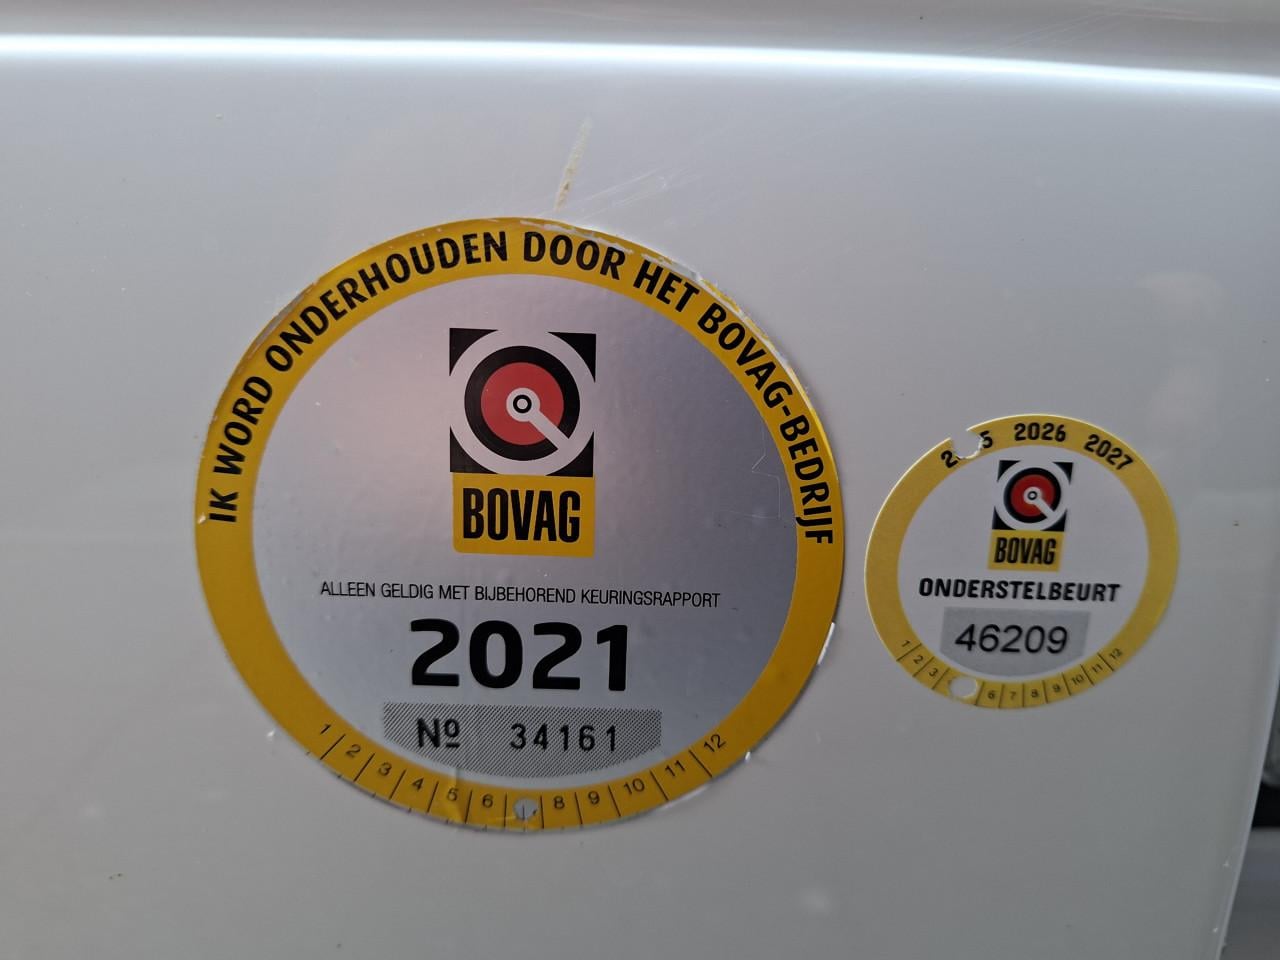 IK WORD ONDERHOUDEN DOOR HET BOVAG-BEDRIJF
BOVAG
ALLEEN GELDIG MET BIJBEHOREND KEURINGSRAPPORT
2021
Nº 34161
1 2 3 4 5 6 8 9 10 11 12
2026 2027
BOVAG
ONDERSTELBEURT
46209
1 2 3 6 7 8 9 10 11 12